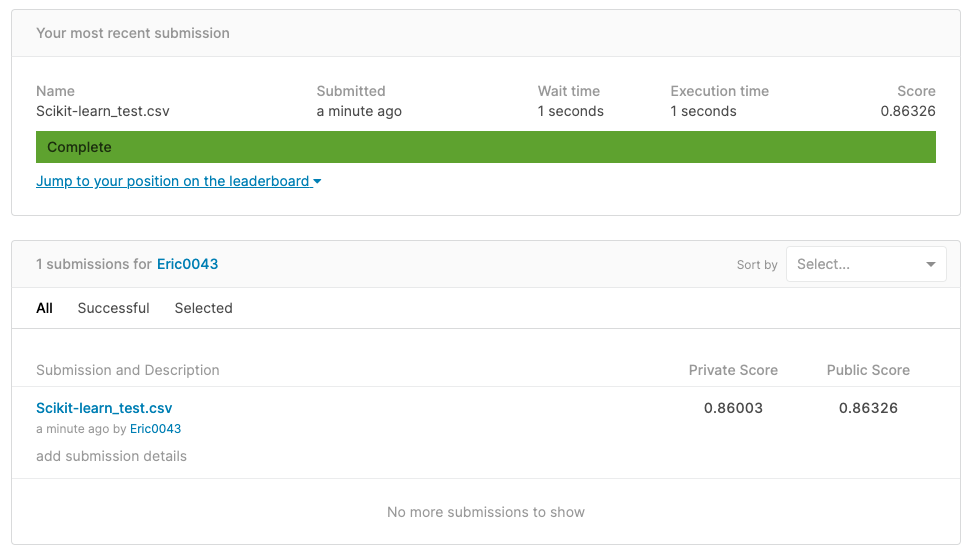 Your most recent submission
Name Submitted Wait time Execution time Score
Scikit-learn_test.csv a minute ago 1 seconds 1 seconds 0.86326
Complete
Jump to your position on the leaderboard
1 submissions for Eric0043 Sort by Select...
All Successful Selected
Submission and Description Private Score Public Score
Scikit-learn_test.csv 0.86003 0.86326
a minute ago by Eric0043
add submission details
No more submissions to show